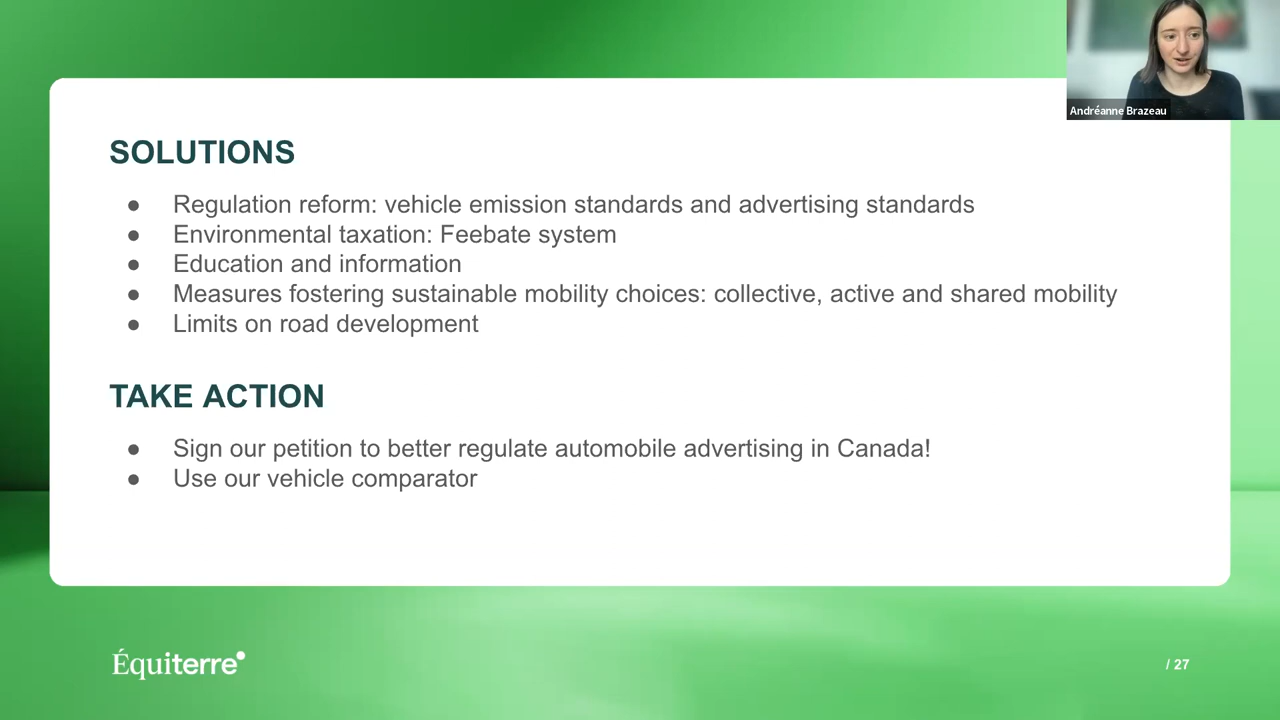 Andréanne Brazeau
SOLUTIONS
● Regulation reform: vehicle emission standards and advertising standards
● Environmental taxation: Feebate system
● Education and information
● Measures fostering sustainable mobility choices: collective, active and shared mobility
● Limits on road development
TAKE ACTION
● Sign our petition to better regulate automobile advertising in Canada!
● Use our vehicle comparator
Équiterre
/ 27